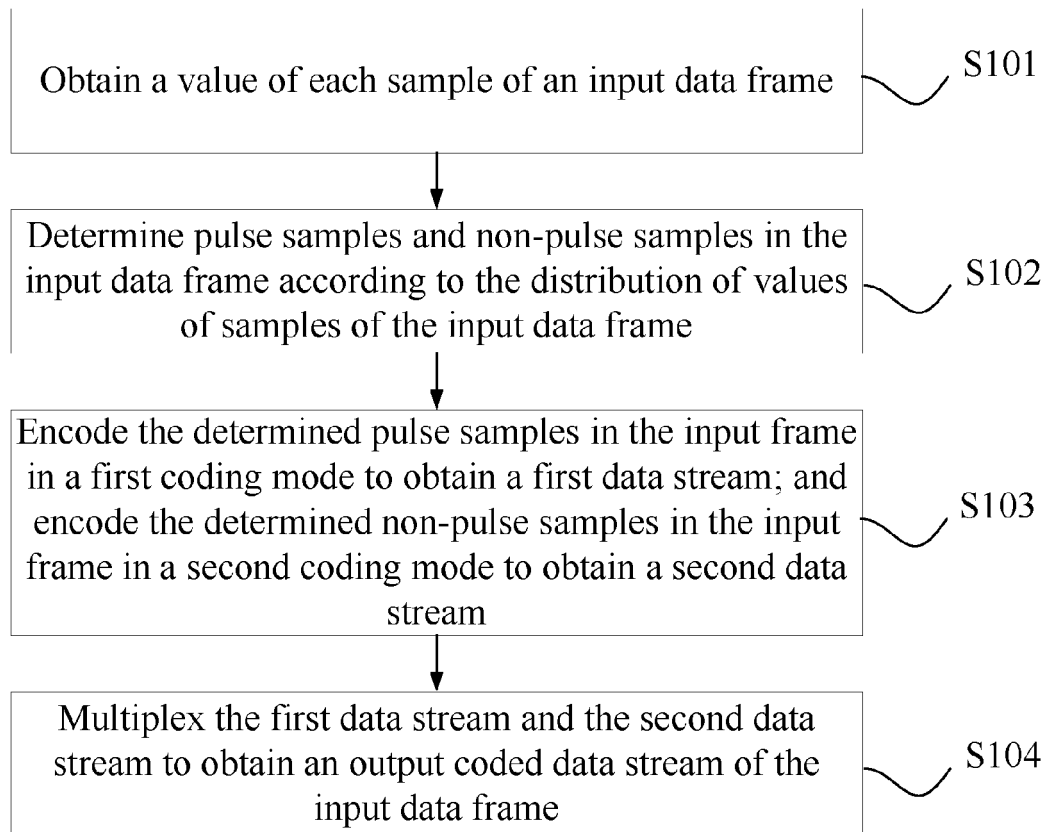 Obtain a value of each sample of an input data frame
S101
Determine pulse samples and non-pulse samples in the
input data frame according to the distribution of values
of samples of the input data frame
S102
Encode the determined pulse samples in the input frame
in a first coding mode to obtain a first data stream; and
encode the determined non-pulse samples in the input
frame in a second coding mode to obtain a second data
stream
S103
Multiplex the first data stream and the second data
stream to obtain an output coded data stream of the
input data frame
S104